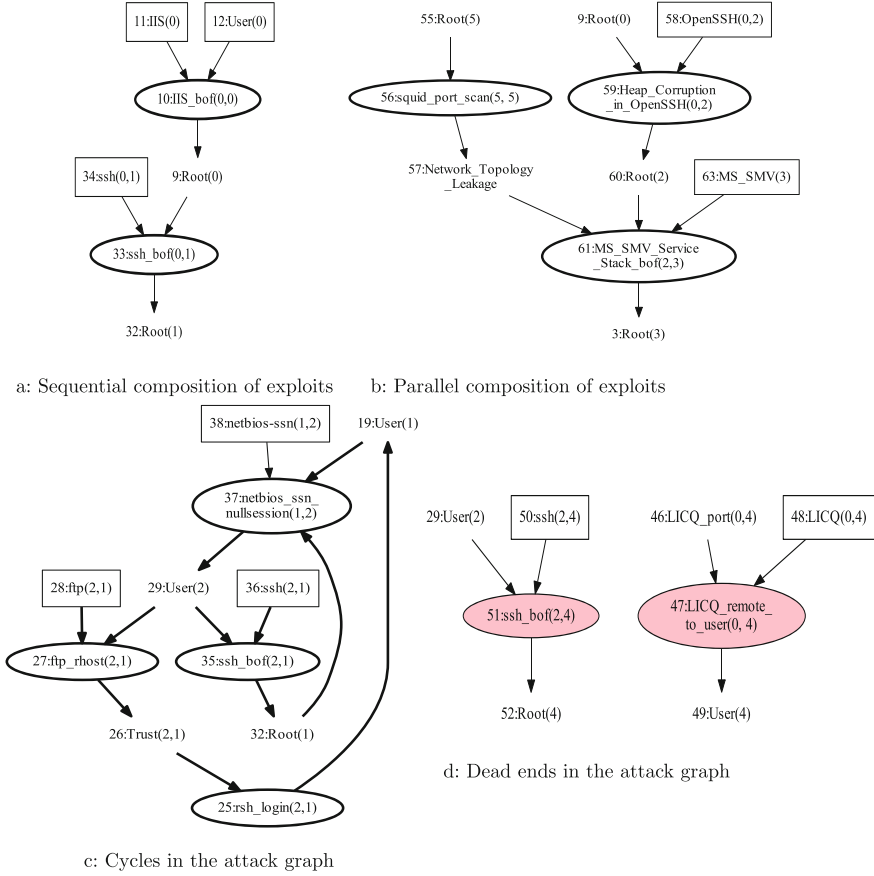 11:IIS(0)
12:User(0)
10:IIS_bof(0,0)
34:ssh(0,1)
9:Root(0)
33:ssh_bof(0,1)
32:Root(1)
a: Sequential composition of exploits
55:Root(5)
9:Root(0)
58:OpenSSH(0,2)
56:squid_port_scan(5, 5)
59:Heap_Corruption
_in_OpenSSH(0,2)
57:Network_Topology
_Leakage
60:Root(2)
63:MS_SMV(3)
61:MS_SMV_Service
_Stack_bof(2,3)
3:Root(3)
b: Parallel composition of exploits
38:netbios-ssn(1,2)
19:User(1)
37:netbios_ssn_
nullsession(1,2)
28:ftp(2,1)
29:User(2)
36:ssh(2,1)
27:ftp_rhost(2,1)
35:ssh_bof(2,1)
26:Trust(2,1)
32:Root(1)
25:rsh_login(2,1)
c: Cycles in the attack graph
29:User(2)
50:ssh(2,4)
46:LICQ_port(0,4)
48:LICQ(0,4)
51:ssh_bof(2,4)
47:LICQ_remote_
to_user(0, 4)
52:Root(4)
49:User(4)
d: Dead ends in the attack graph